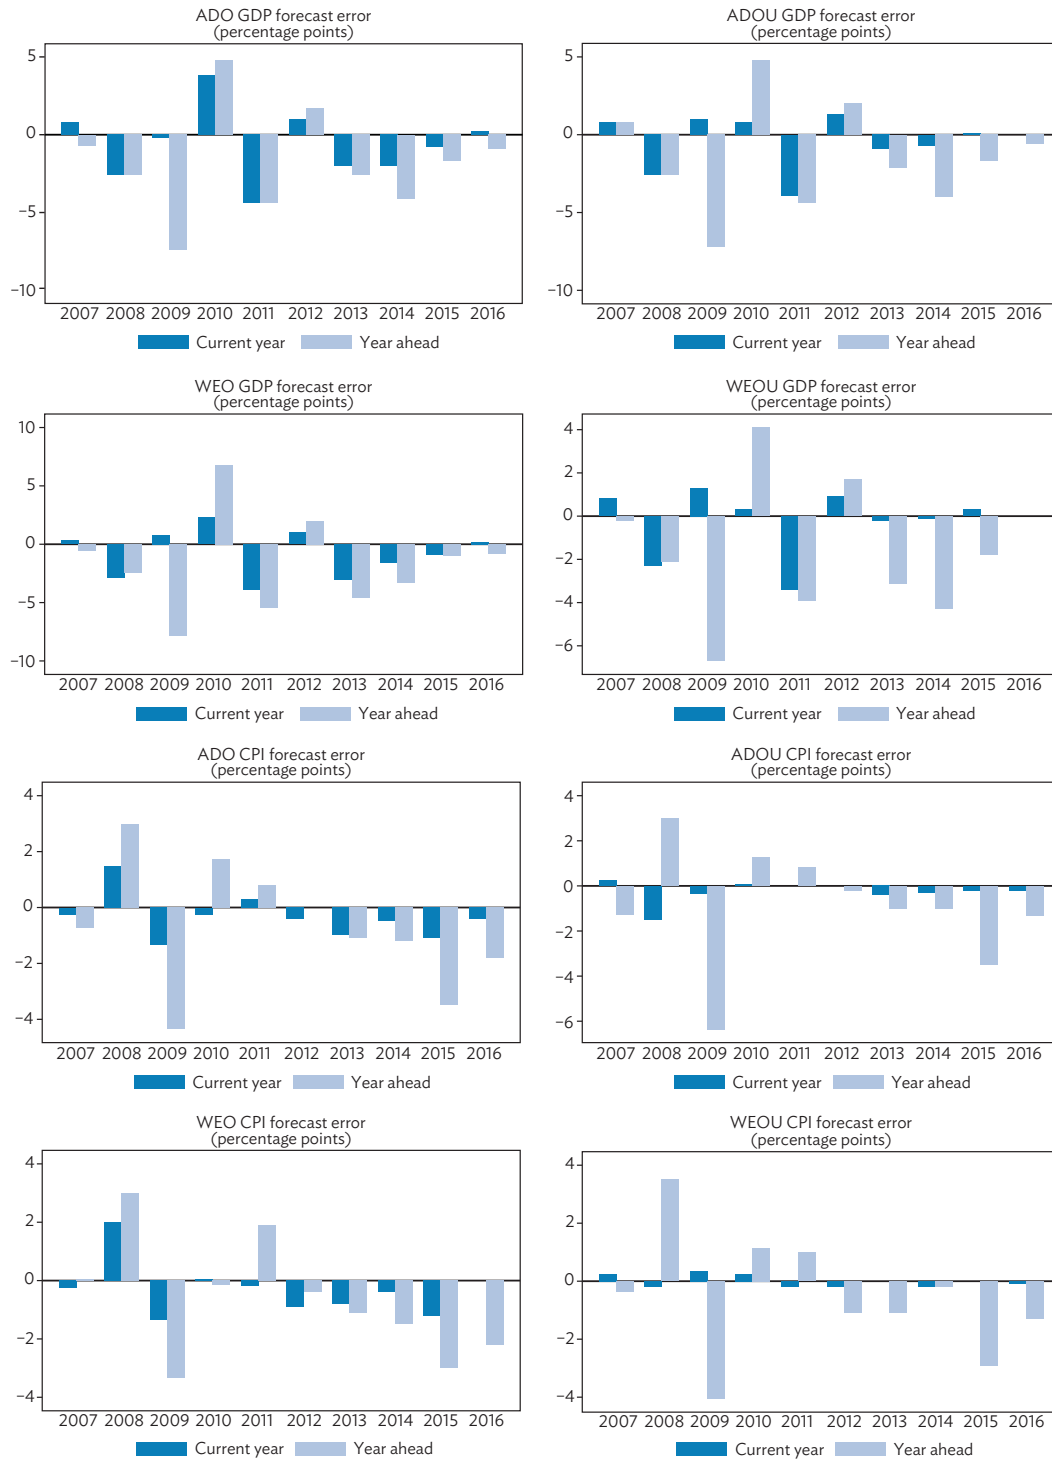 ADO GDP forecast error
(percentage points)
5
0
−5
−10
2007 2008 2009 2010 2011 2012 2013 2014 2015 2016
Current year Year ahead
ADOU GDP forecast error
(percentage points)
5
0
−5
−10
2007 2008 2009 2010 2011 2012 2013 2014 2015 2016
Current year Year ahead
WEO GDP forecast error
(percentage points)
10
5
0
−5
−10
2007 2008 2009 2010 2011 2012 2013 2014 2015 2016
Current year Year ahead
WEOU GDP forecast error
(percentage points)
4
2
0
−2
−4
−6
2007 2008 2009 2010 2011 2012 2013 2014 2015 2016
Current year Year ahead
ADO CPI forecast error
(percentage points)
4
2
0
−2
−4
2007 2008 2009 2010 2011 2012 2013 2014 2015 2016
Current year Year ahead
ADOU CPI forecast error
(percentage points)
4
2
0
−2
−4
−6
2007 2008 2009 2010 2011 2012 2013 2014 2015 2016
Current year Year ahead
WEO CPI forecast error
(percentage points)
4
2
0
−2
−4
2007 2008 2009 2010 2011 2012 2013 2014 2015 2016
Current year Year ahead
WEOU CPI forecast error
(percentage points)
4
2
0
−2
−4
2007 2008 2009 2010 2011 2012 2013 2014 2015 2016
Current year Year ahead